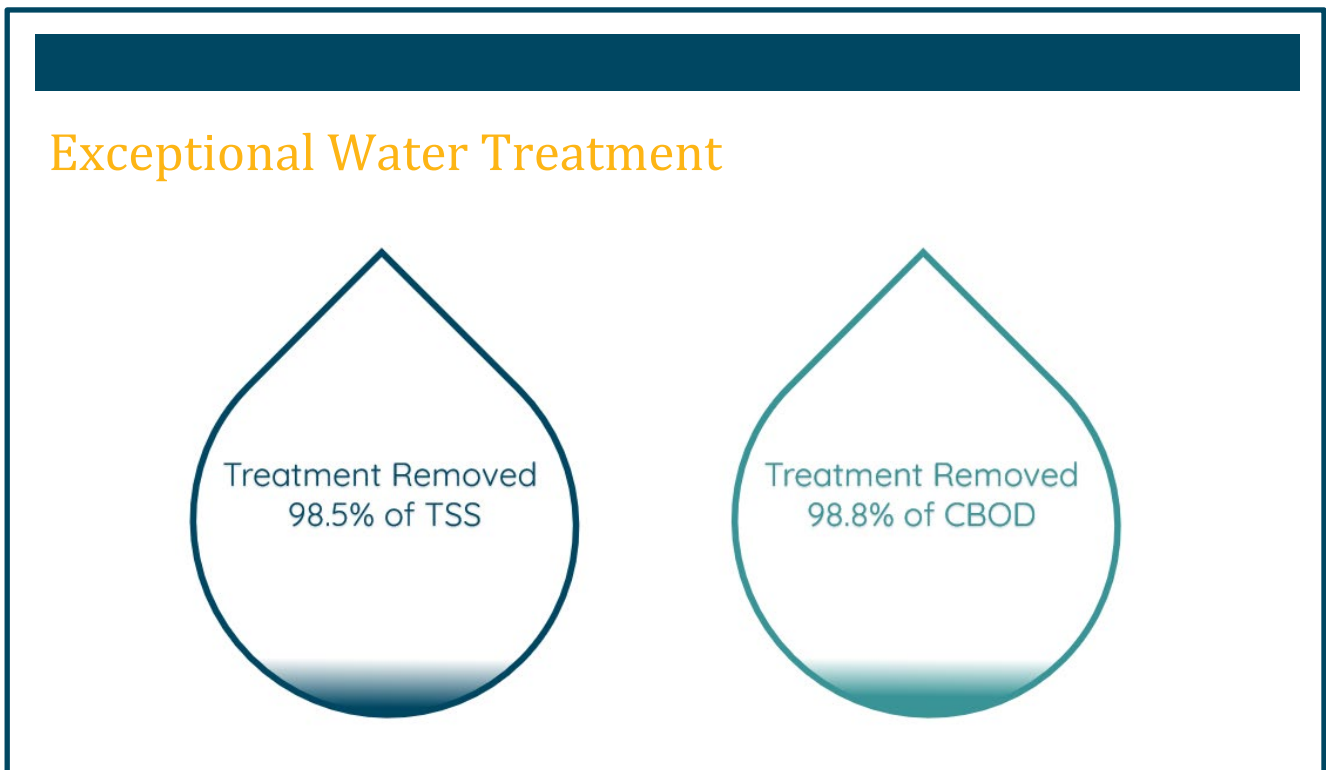 Exceptional Water Treatment
Treatment Removed
98.5% of TSS
Treatment Removed
98.8% of CBOD